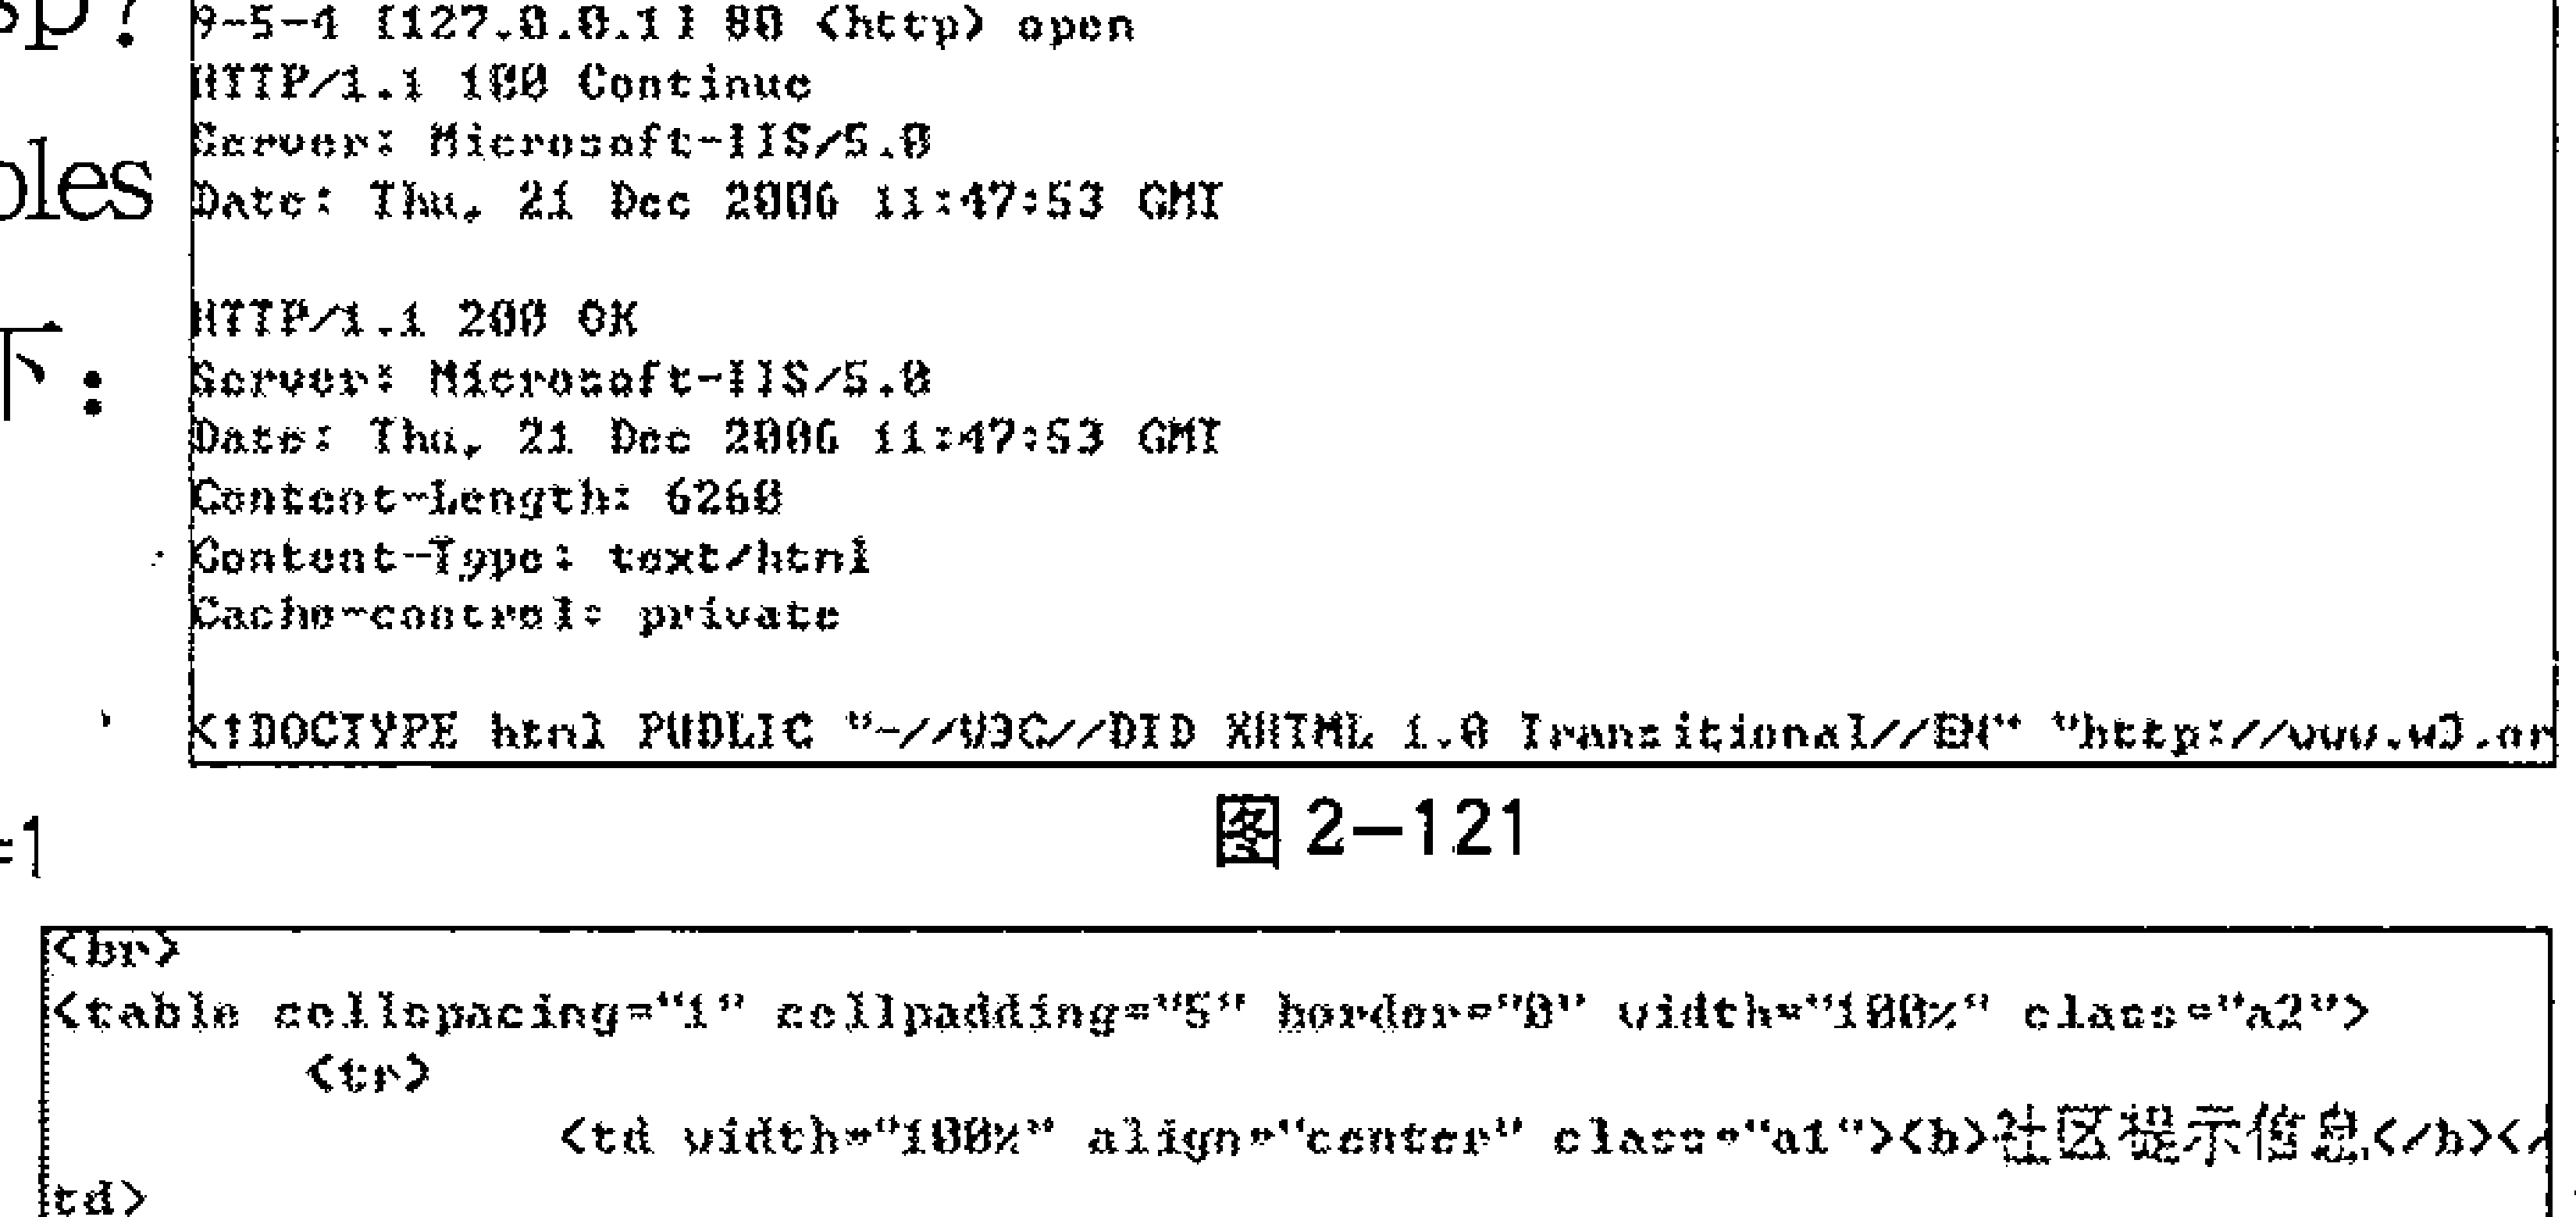 sp?
9-5-4 [127.0.0.1] 80 (http) open
HTTP/1.1 100 Continue
Server: Microsoft-IIS/5.0
oles
Date: Thu, 21 Dec 2006 11:47:53 GMT
HTTP/1.1 200 OK
下:
Server: Microsoft-IIS/5.0
Date: Thu, 21 Dec 2006 11:47:53 GMT
Content-Length: 6260
Content-Type: text/html
Cache-control: private
<!DOCTYPE html PUBLIC "-//W3C//DTD XHTML 1.0 Transitional//EN" "http://www.w3.or
=1
图 2-121
<br>
<table cellspacing="1" cellpadding="5" border="0" width="100%" class="a2">
<tr>
<td width="100%" align="center" class="a1"><b>社区提示信息</b></
td>